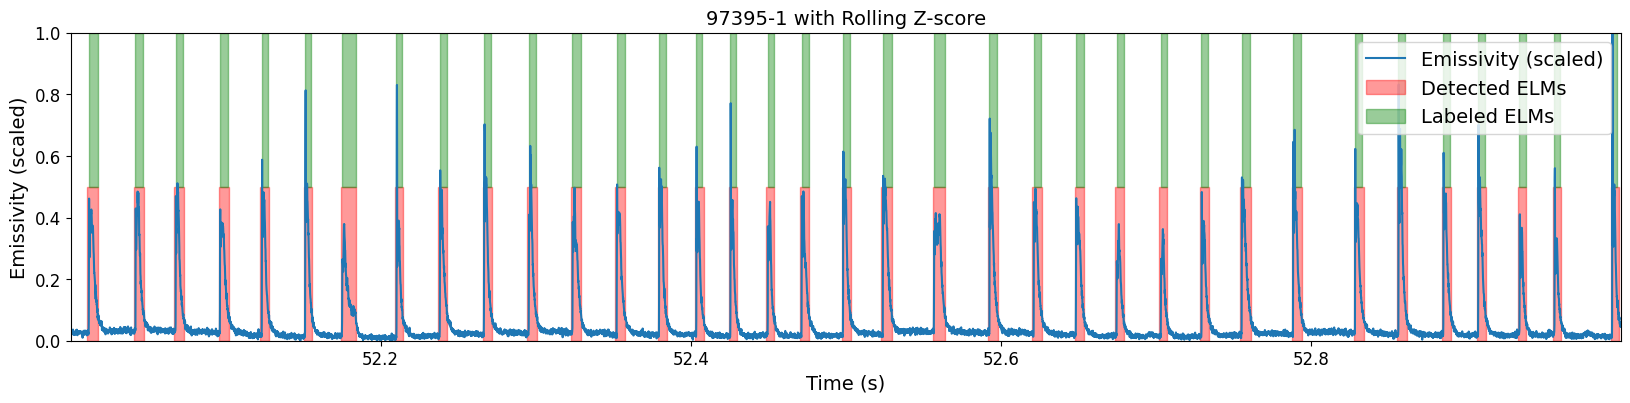 97395-1 with Rolling Z-score
Emissivity (scaled)
1.0
0.8
0.6
0.4
0.2
0.0
Emissivity (scaled)
Detected ELMs
Labeled ELMs
52.2
52.4
52.6
52.8
Time (s)